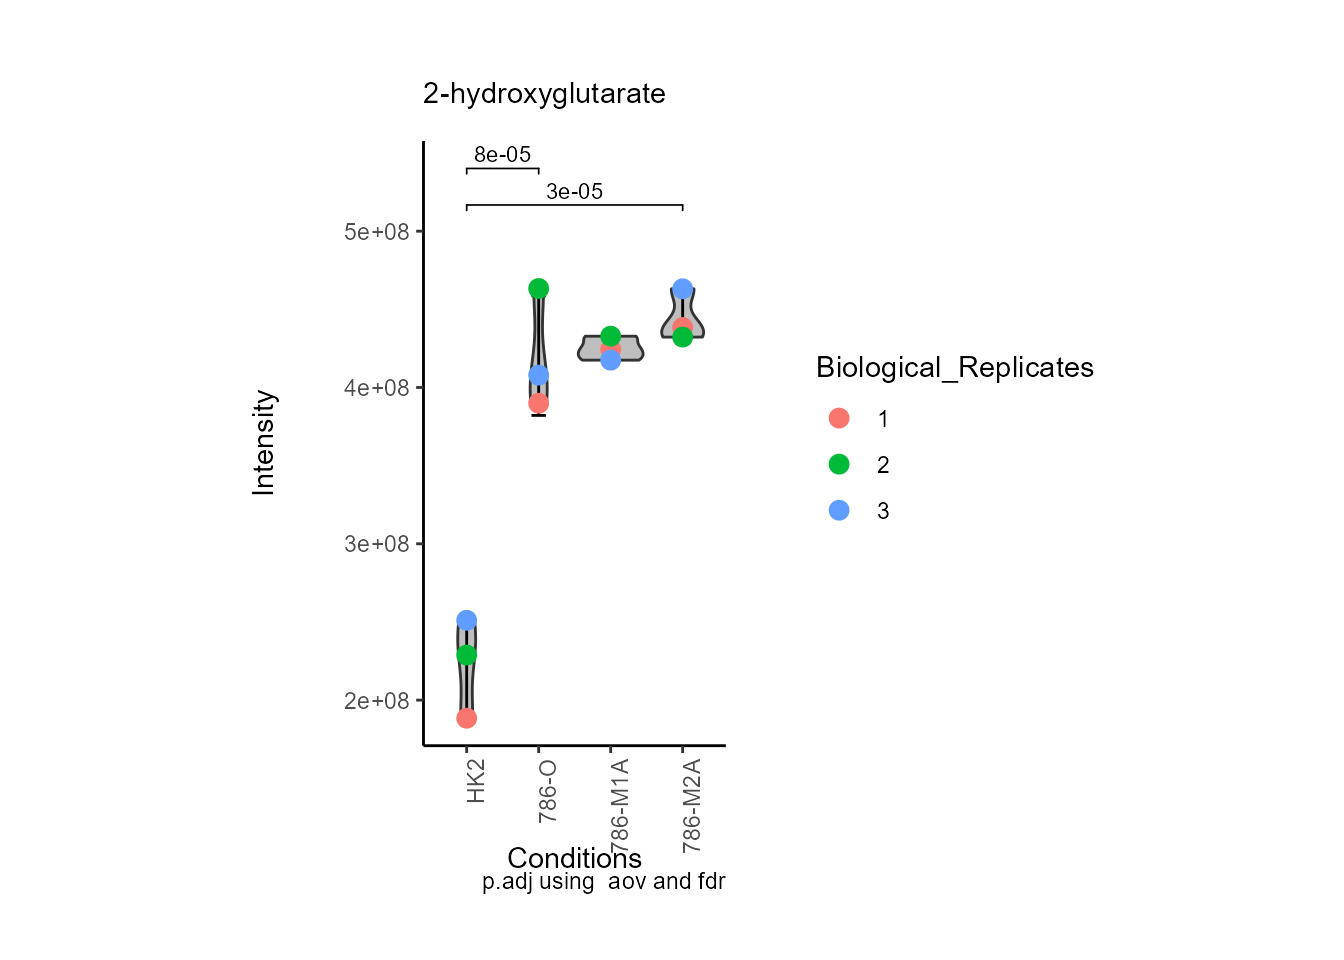 2-hydroxyglutarate
8e-05
3e-05
5e+08
4e+08
3e+08
2e+08
Intensity
HK2
786-O
786-M1A
786-M2A
Conditions
p.adj using  aov and fdr
Biological_Replicates
1
2
3